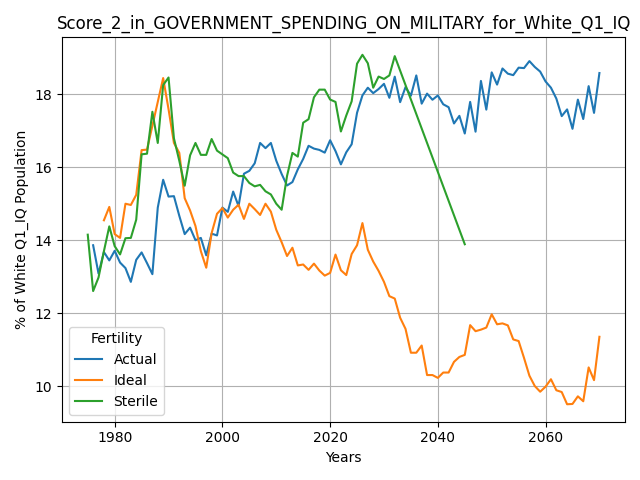 Score_2_in_GOVERNMENT_SPENDING_ON_MILITARY_for_White_Q1_IQ
% of White Q1_IQ Population
18
16
14
12
10
Fertility
Actual
Ideal
Sterile
1980 2000 2020 2040 2060
Years